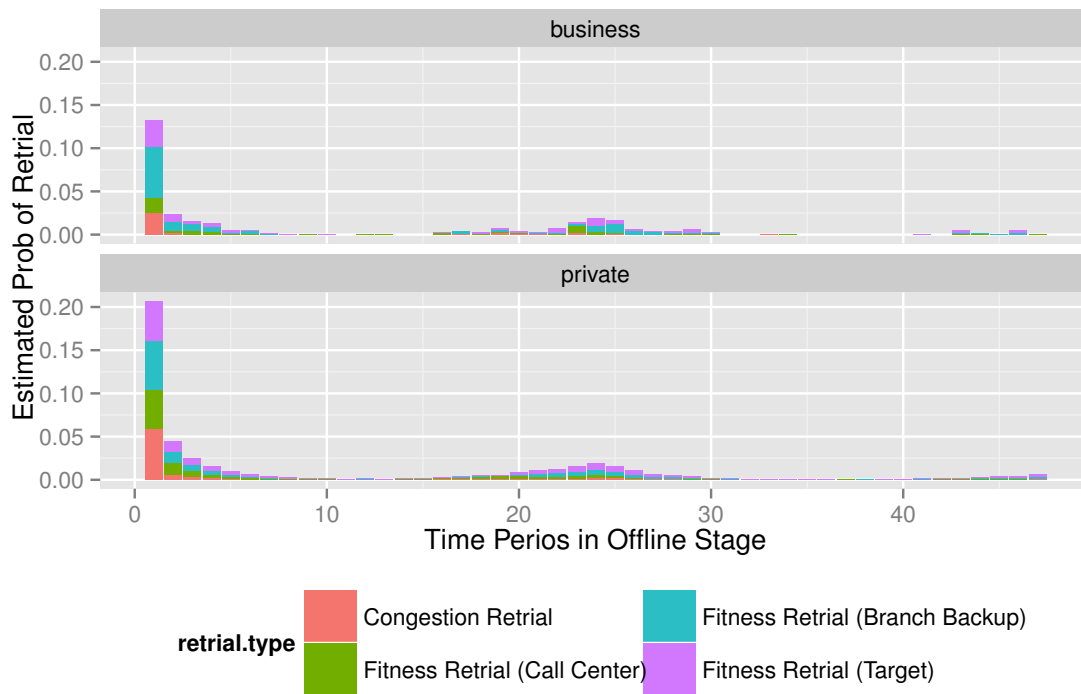 business
0.20
0.15
0.10
0.05
0.00
private
0.20
0.15
0.10
0.05
0.00
Estimated Prob of Retrial
0 10 20 30 40
Time Perios in Offline Stage
retrial.type
Congestion Retrial
Fitness Retrial (Call Center)
Fitness Retrial (Branch Backup)
Fitness Retrial (Target)